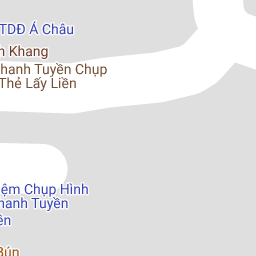 TDĐ Á Châu
n Khang
hanh Tuyền Chụp
Thẻ Lấy Liền
ệm Chụp Hình
hanh Tuyền
ền
Bún